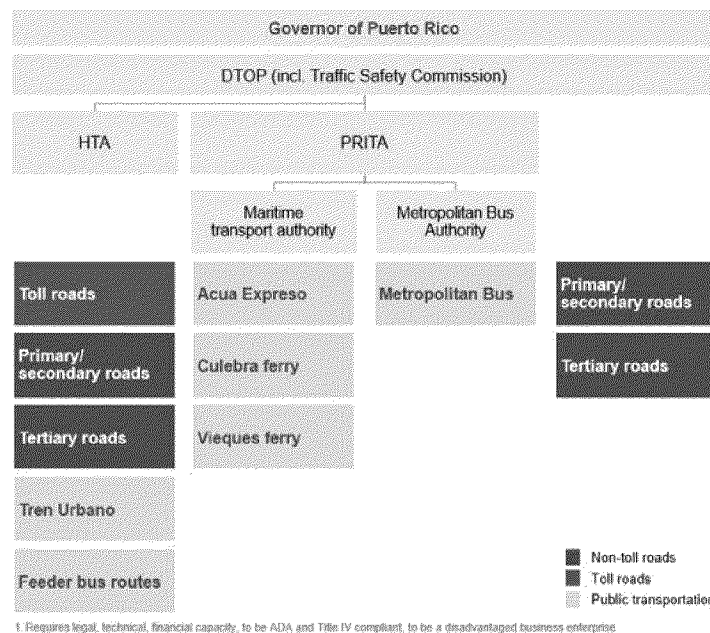 Governor of Puerto Rico
DTOP (incl. Traffic Safety Commission)
HTA
PRITA
Maritime
transport authority
Metropolitan Bus
Authority
Toll roads
Acua Expreso
Metropolitan Bus
Primary/
secondary roads
Primary/
secondary roads
Culebra ferry
Tertiary roads
Tertiary roads
Vieques ferry
Tren Urbano
Feeder bus routes
Non-toll roads
Toll roads
Public transportation
1. Requires legal, technical, financial capacity, to be ADA and Title IV compliant, to be a disadvantaged business enterprise